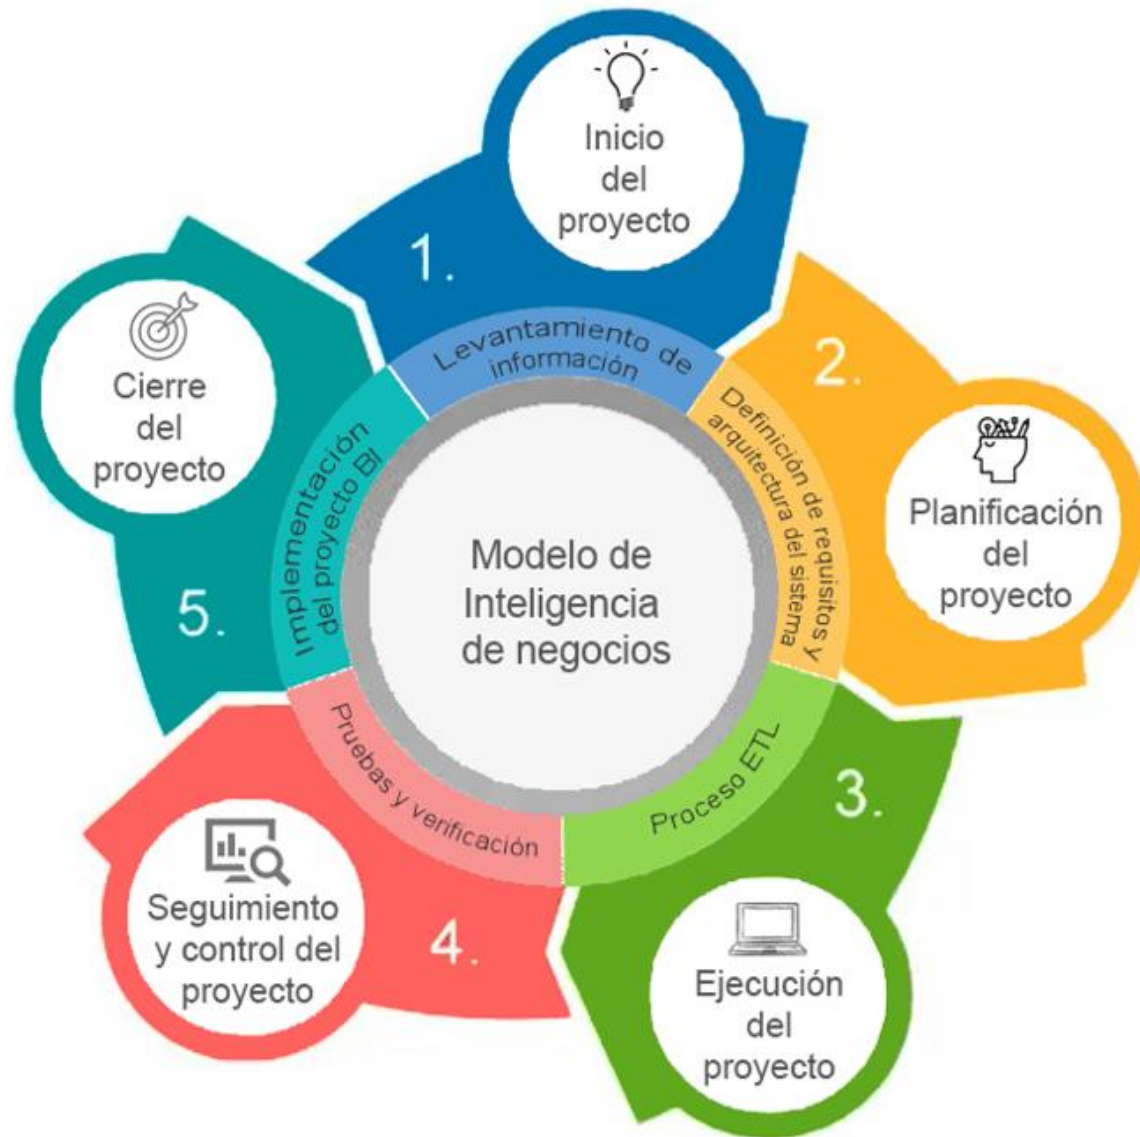 Inicio
del
proyecto
1.
Levantamiento de
información
2.
Planificación
del
proyecto
Definición de requisitos y
arquitectura del sistema
3.
Proceso ETL
Ejecución
del
proyecto
4.
Pruebas y verificación
Seguimiento
y control del
proyecto
5.
Implementación
del proyecto BI
Cierre
del
proyecto
Modelo de
Inteligencia
de negocios